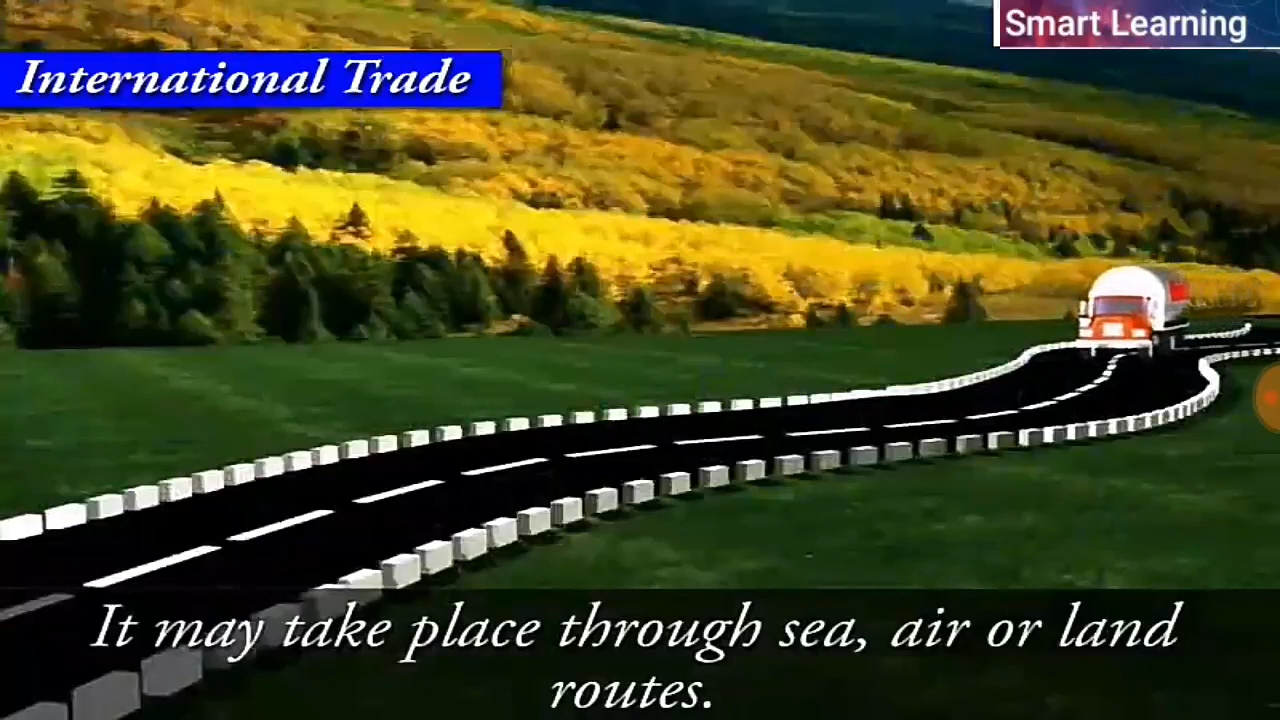 Smart Learning
International Trade
It may take place through sea, air or land
routes.